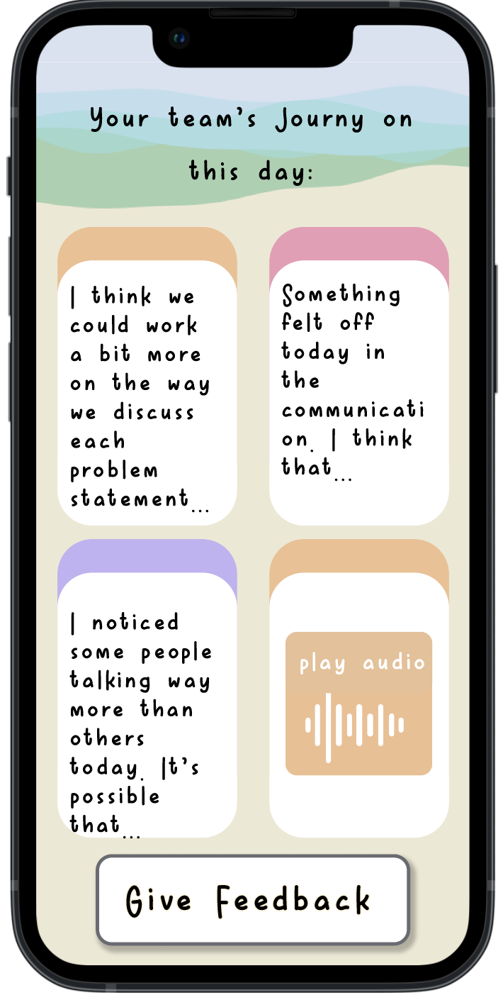 Your team's Journy on
this day:
I think we
could work
a bit more
on the way
we discuss
each
problem
statement...
Something
felt off
today in
the
communicati
on. I think
that...
I noticed
some people
talking way
more than
others
today. It's
possible
that...
play audio
Give Feedback